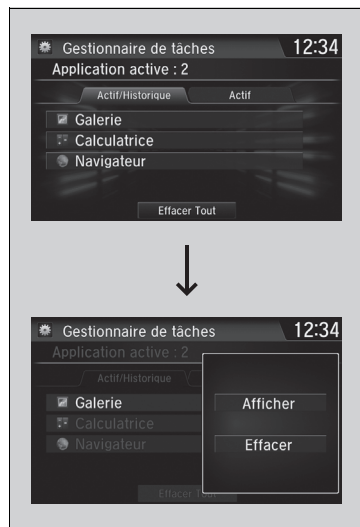 Gestionnaire de tâches 12:34
Application active : 2
Actif/Historique Actif
Galerie
Calculatrice
Navigateur
Effacer Tout
Gestionnaire de tâches 12:34
Application active : 2
Actif/Historique
Galerie Afficher
Calculatrice
Navigateur Effacer
Effacer Tout